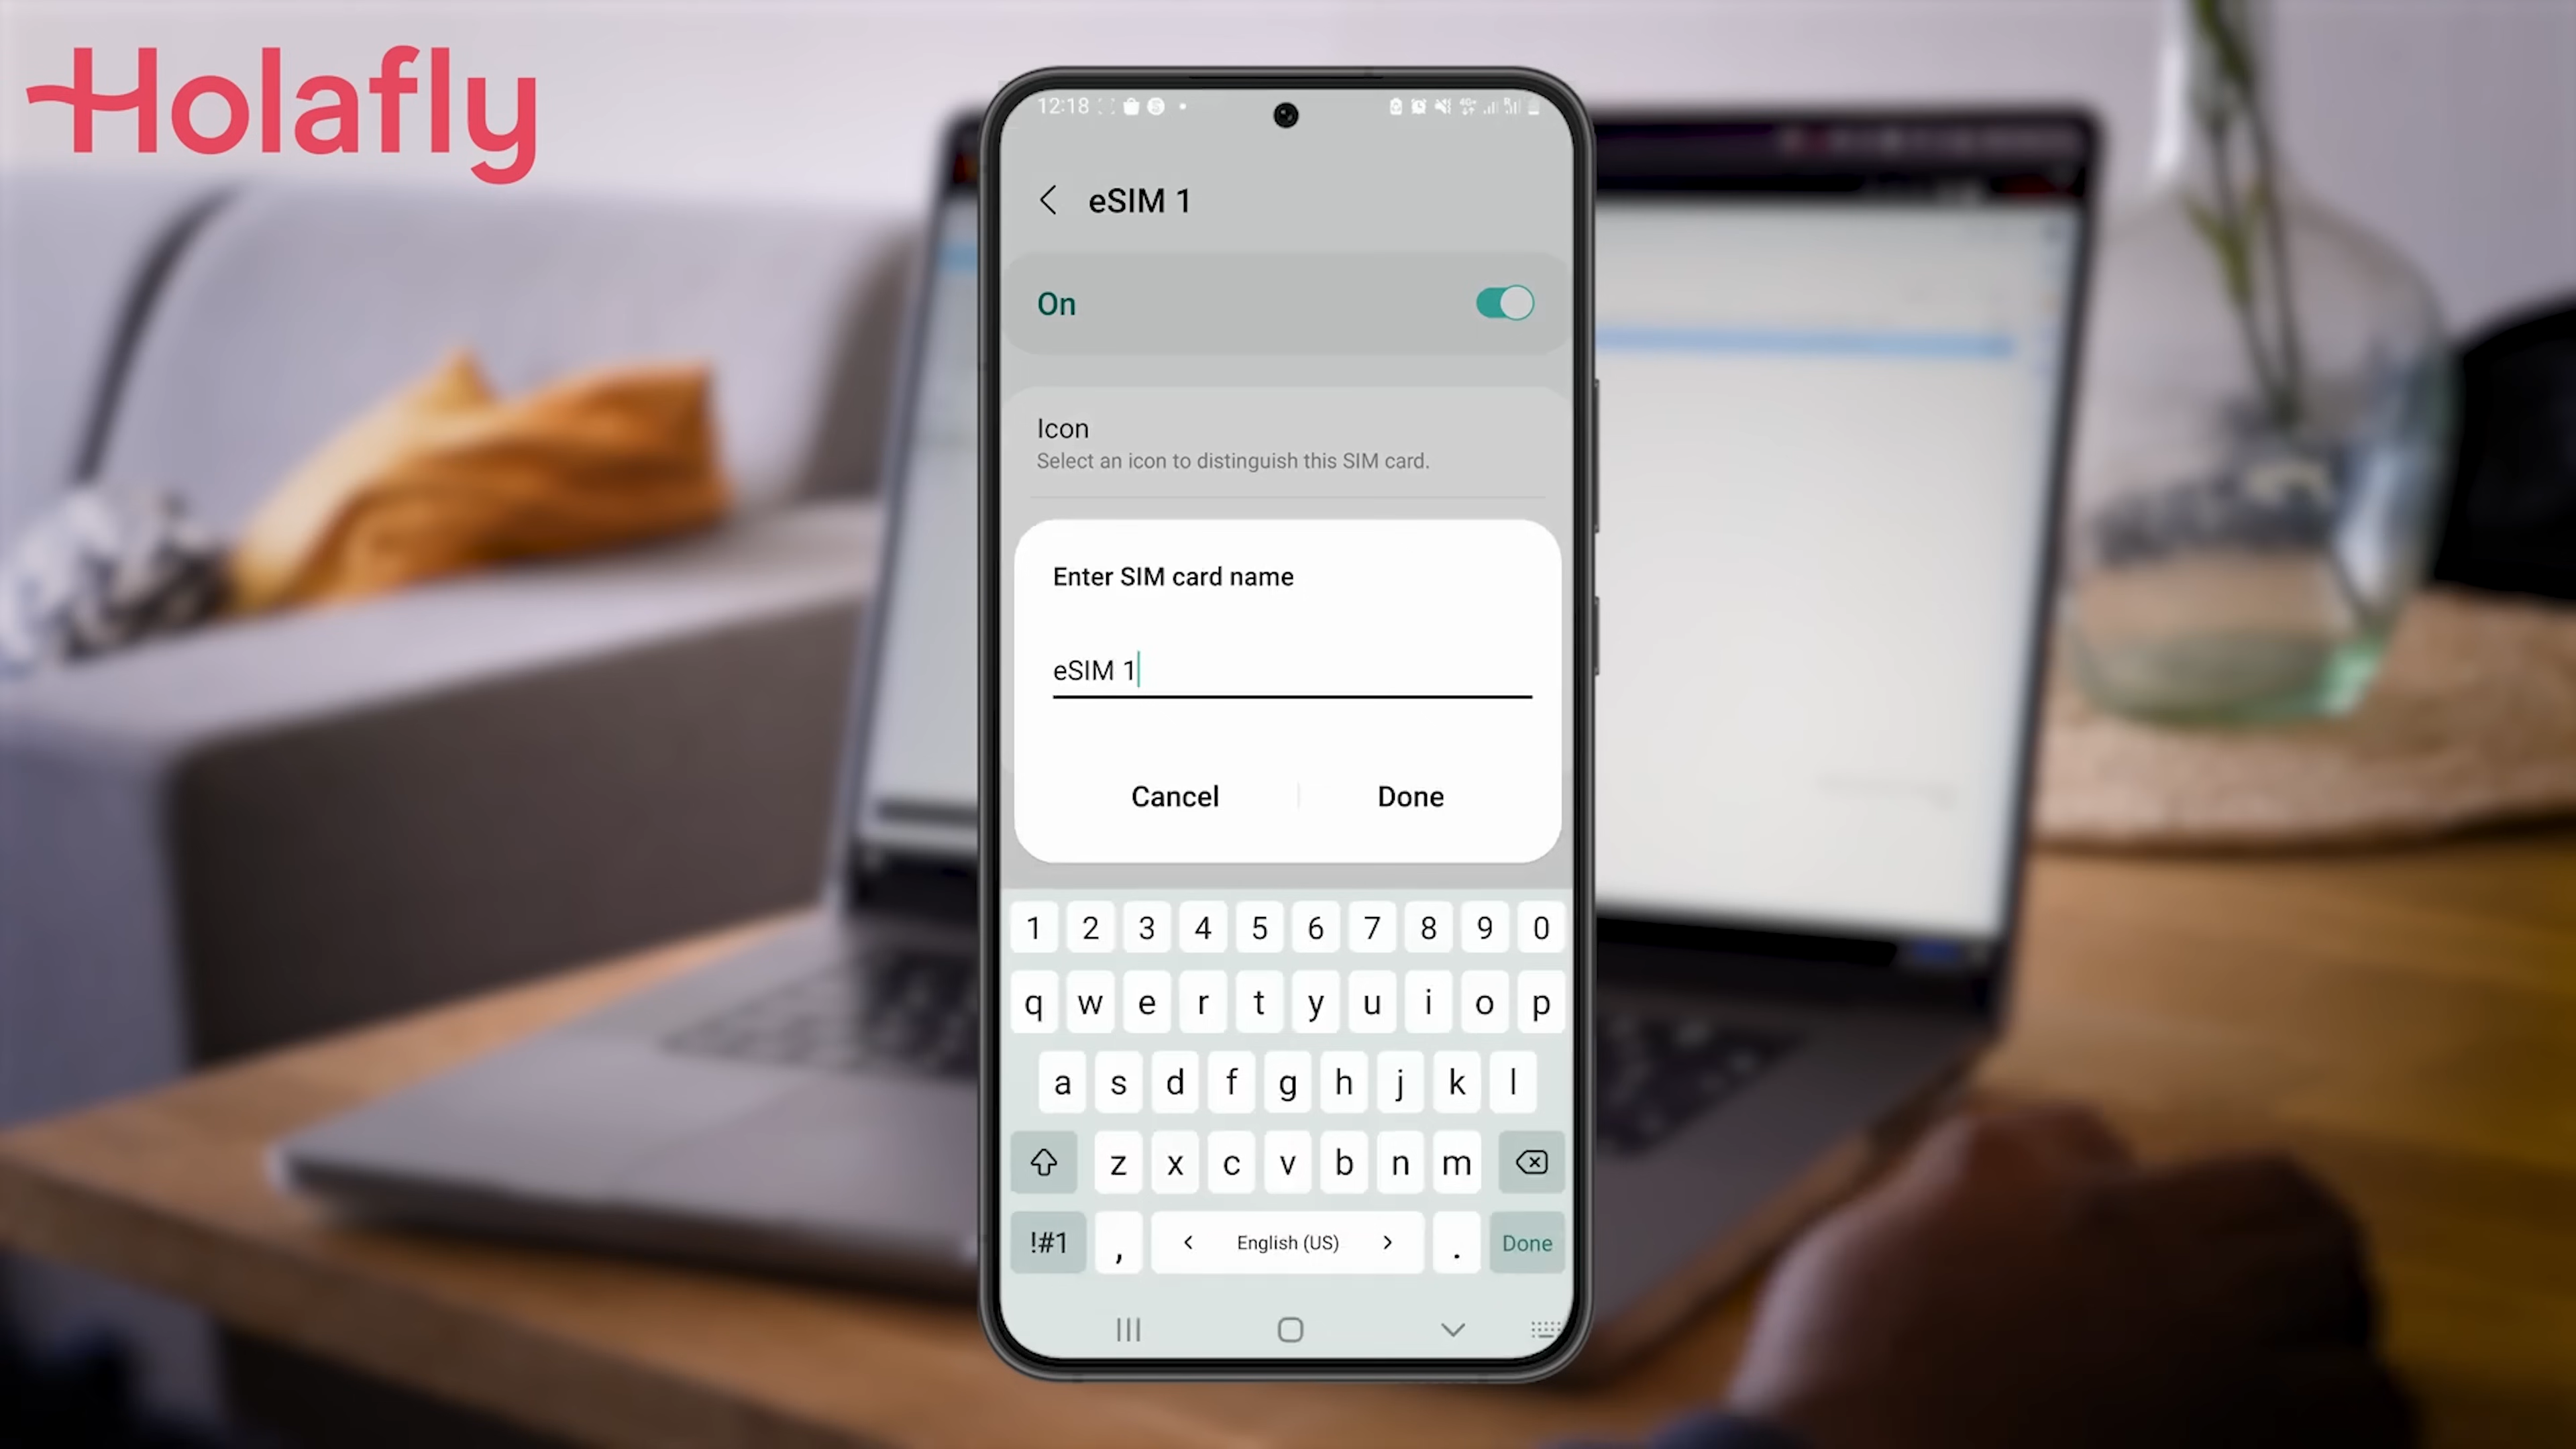 Holafly
12:18
eSIM 1
On
Icon
Select an icon to distinguish this SIM card.
Enter SIM card name
eSIM 1
Cancel
Done
1 2 3 4 5 6 7 8 9 0
q w e r t y u i o p
a s d f g h j k l
z x c v b n m
!#1 , < English (US) > . Done